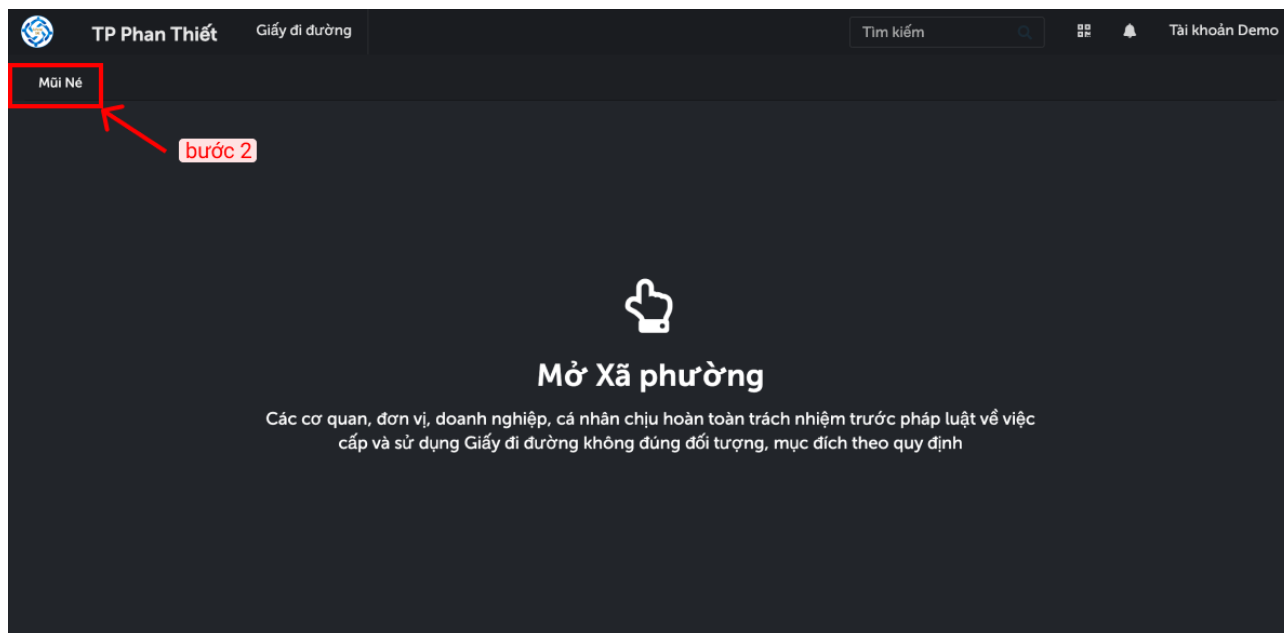 TP Phan Thiết Giấy đi đường Tìm kiếm Tài khoản Demo
Mũi Né
bước 2
Mở Xã phường
Các cơ quan, đơn vị, doanh nghiệp, cá nhân chịu hoàn toàn trách nhiệm trước pháp luật về việc
cấp và sử dụng Giấy đi đường không đúng đối tượng, mục đích theo quy định